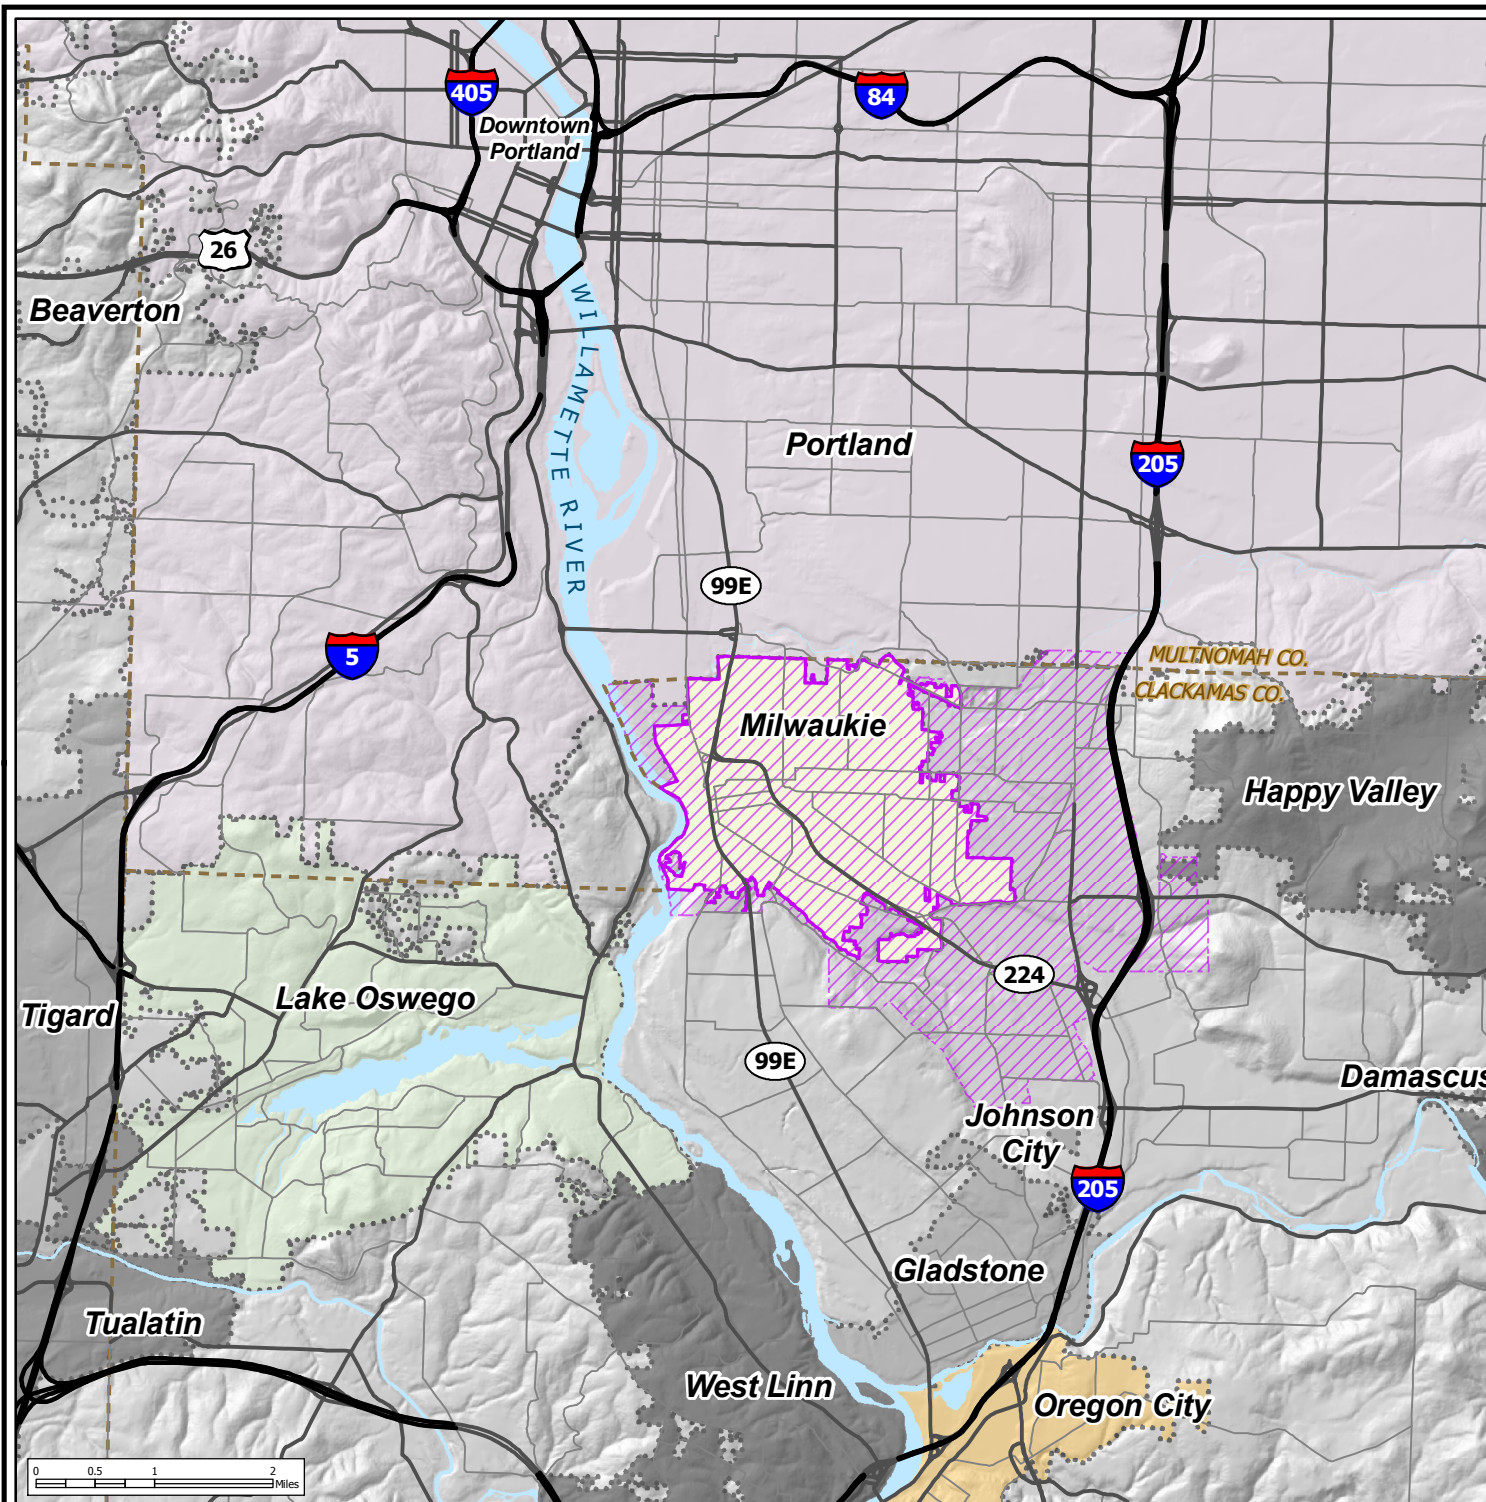 405
84
Downtown
Portland
26
Beaverton
WILLAMETTE RIVER
Portland
205
99E
5
MULTNOMAH CO.
CLACKAMAS CO.
Milwaukie
Happy Valley
224
Lake Oswego
Tigard
99E
Damascus
Johnson
City
205
Gladstone
Tualatin
West Linn
Oregon City
0 0.5 1 2
Miles